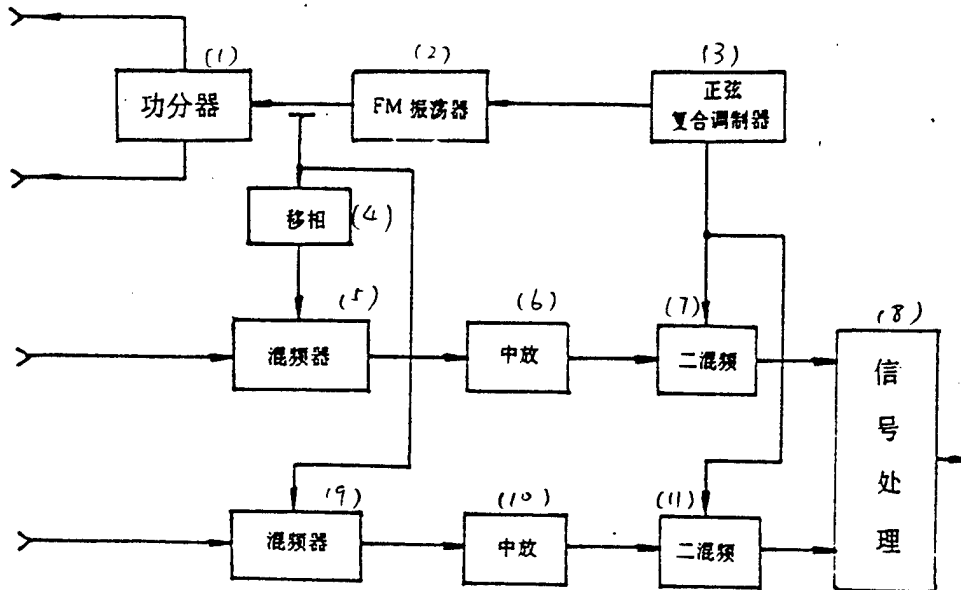 (1)
功分器
(2)
FM 振荡器
(3)
正弦
复合调制器
移相
(4)
(5)
混频器
(6)
中放
(7)
二混频
(8)
信
号
处
理
(9)
混频器
(10)
中放
(11)
二混频